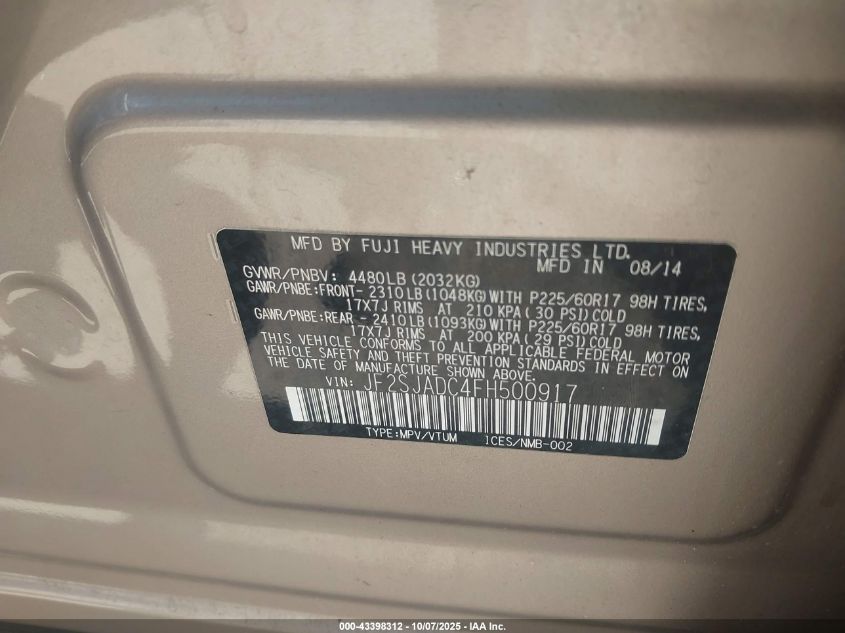 MFD BY FUJI HEAVY INDUSTRIES LTD.
MFD IN 08/14
GVWR/PNBV: 4480LB (2032KG)
GAWR/PNBE:FRONT- 2310LB(1048KG)WITH P225/60R17 98H TIRES,
17X7J RIMS AT 210 KPA( 30 PSI)COLD
GAWR/PNBE:REAR - 2410LB(1093KG)WITH P225/60R17 98H TIRES,
17X7J RIMS AT 200 KPA(29 PSI)COLD
THIS VEHICLE CONFORMS TO ALL APPLICABLE FEDERAL MOTOR
VEHICLE SAFETY AND THEFT PREVENTION STANDARDS IN EFFECT ON
THE DATE OF MANUFACTURE SHOWN ABOVE.
VIN: JF2SJADC4FH500917
TYPE:MPV/VTUM ICES/NMB-002
000-43398312 - 10/07/2025 - IAA Inc.